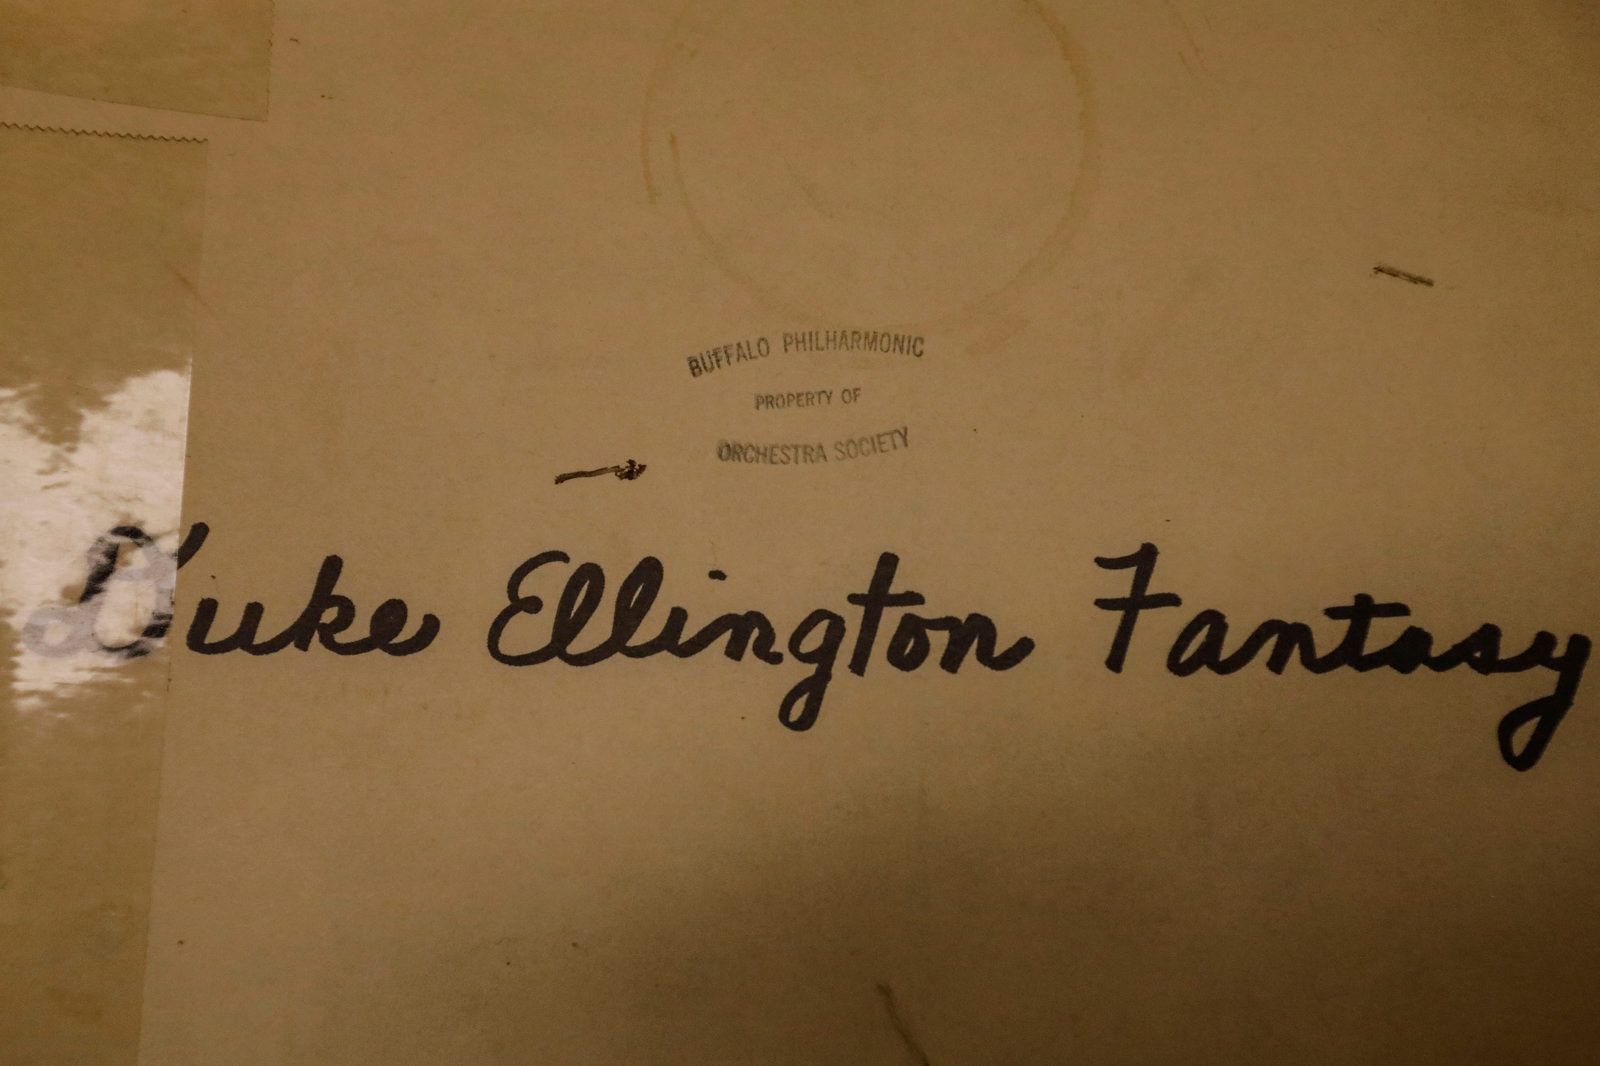 BUFFALO PHILHARMONIC
PROPERTY OF
ORCHESTRA SOCIETY
Duke Ellington Fantasy